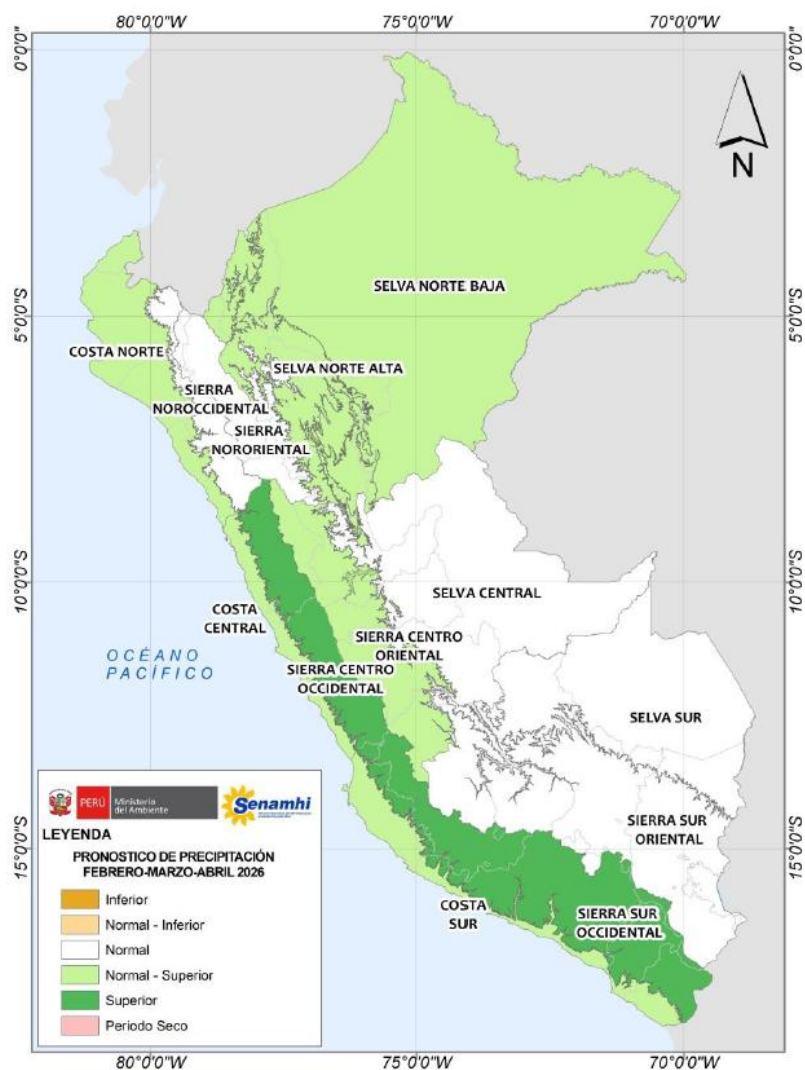 80°0'0"W 75°0'0"W 70°0'0"W
0°0'0" 0°0'0"
N
SELVA NORTE BAJA
5°0'0"S 5°0'0"S
COSTA NORTE
SELVA NORTE ALTA
SIERRA
NOROCCIDENTAL
SIERRA
NORORIENTAL
10°0'0"S 10°0'0"S
SELVA CENTRAL
COSTA
CENTRAL
SIERRA CENTRO
ORIENTAL
OCÉANO
PACÍFICO
SIERRA CENTRO
OCCIDENTAL
SELVA SUR
SIERRA SUR
ORIENTAL
15°0'0"S 15°0'0"S
COSTA
SUR
SIERRA SUR
OCCIDENTAL
PERÚ Ministerio
del Ambiente
Senamhi
LEYENDA
PRONOSTICO DE PRECIPITACIÓN
FEBRERO-MARZO-ABRIL 2026
Inferior
Normal - Inferior
Normal
Normal - Superior
Superior
Periodo Seco
80°0'0"W 75°0'0"W 70°0'0"W